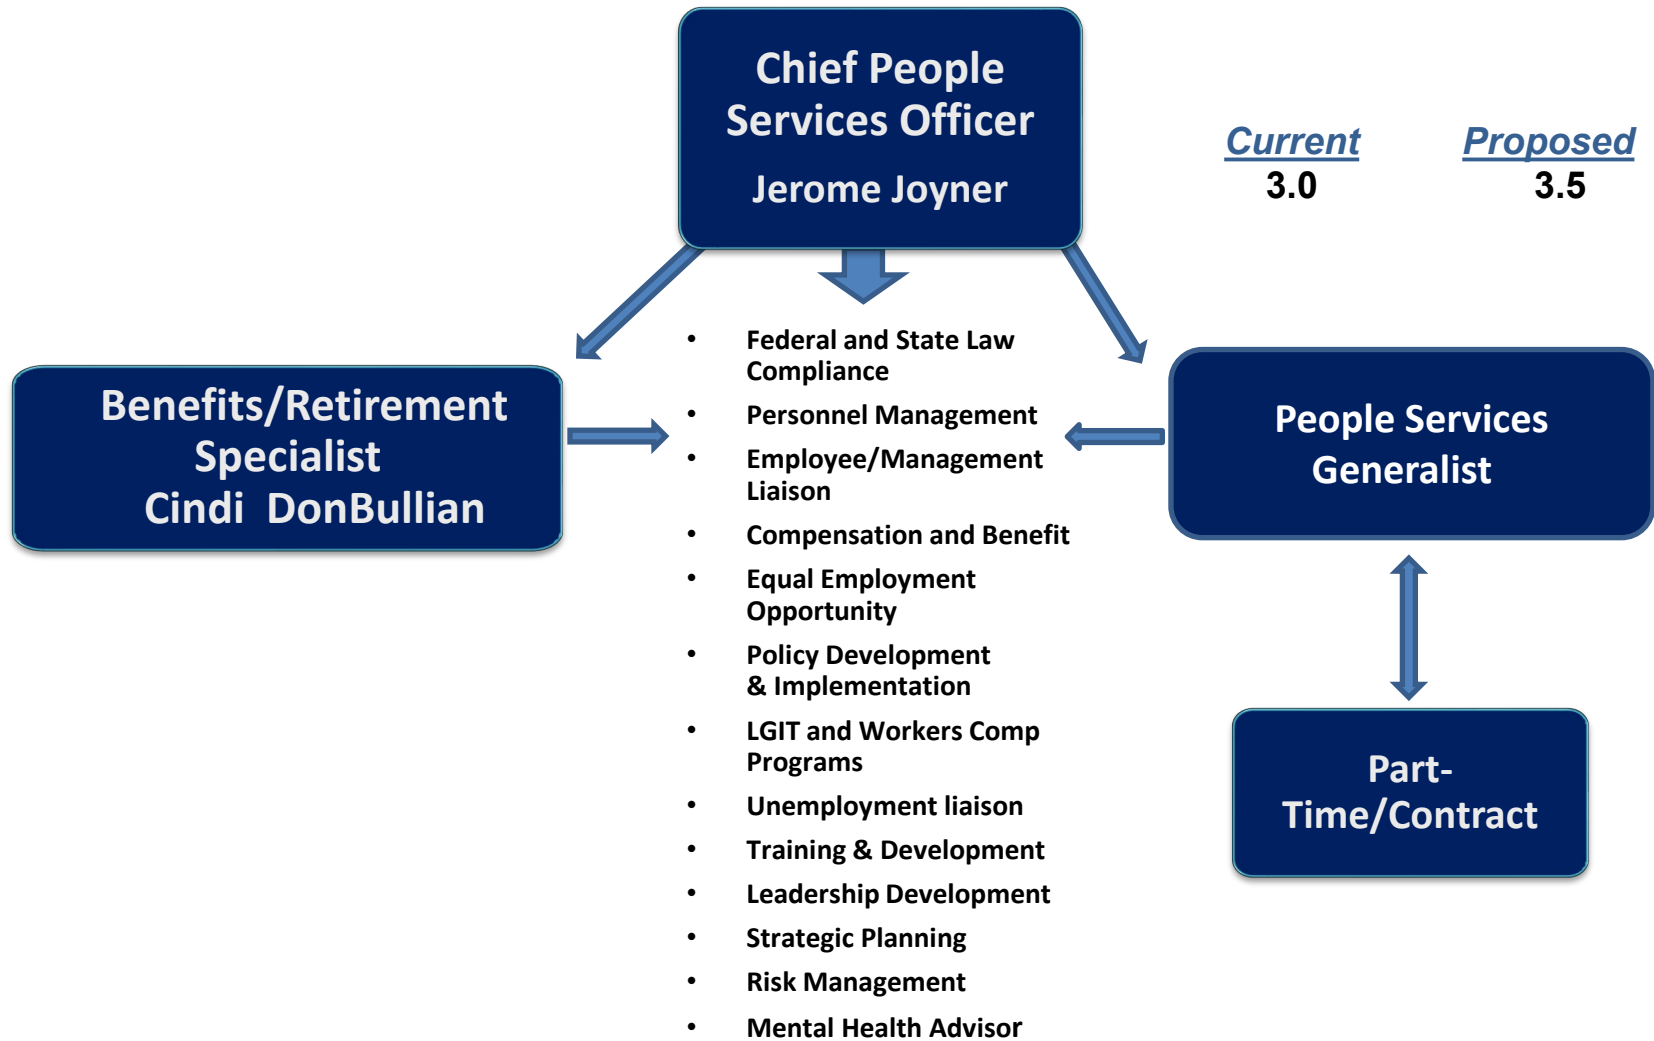 Chief People
Services Officer
Jerome Joyner
Current Proposed
3.0 3.5
Benefits/Retirement
Specialist
Cindi DonBullian
• Federal and State Law
Compliance
• Personnel Management
• Employee/Management
Liaison
• Compensation and Benefit
• Equal Employment
Opportunity
• Policy Development
& Implementation
• LGIT and Workers Comp
Programs
• Unemployment liaison
• Training & Development
• Leadership Development
• Strategic Planning
• Risk Management
• Mental Health Advisor
People Services
Generalist
Part-
Time/Contract